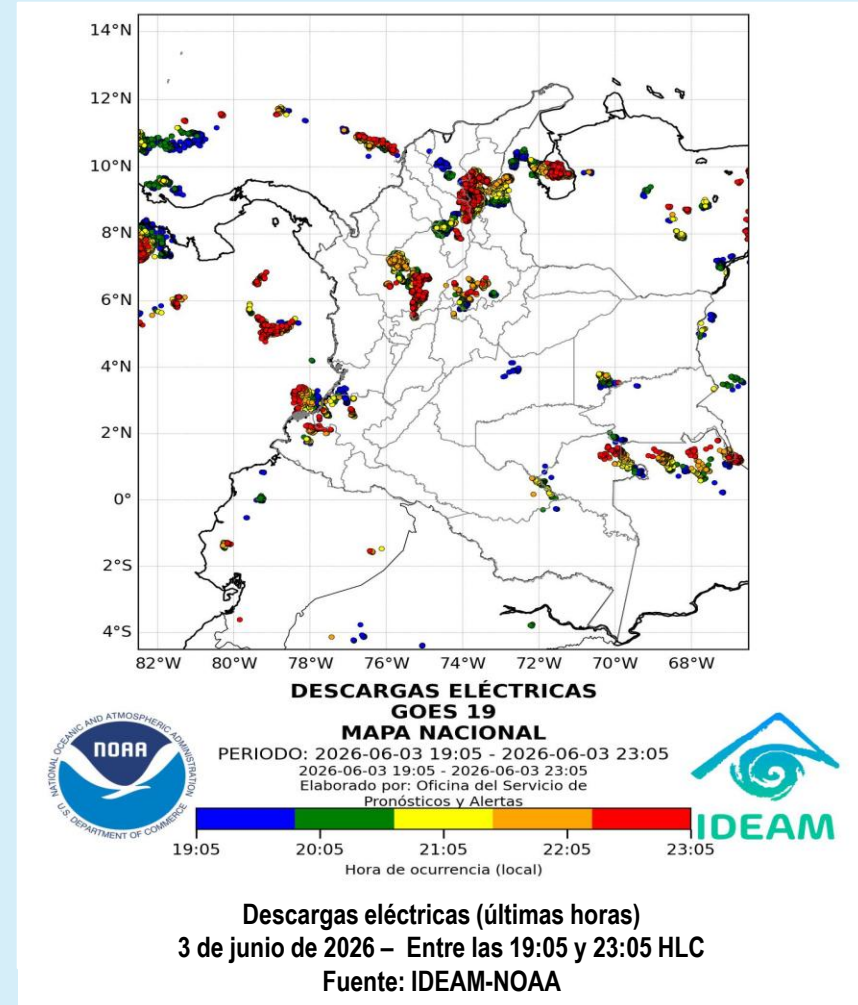 14°N
12°N
10°N
8°N
6°N
4°N
2°N
0°
2°S
4°S
82°W 80°W 78°W 76°W 74°W 72°W 70°W 68°W
DESCARGAS ELÉCTRICAS
GOES 19
MAPA NACIONAL
PERIODO: 2026-06-03 19:05 - 2026-06-03 23:05
2026-06-03 19:05 - 2026-06-03 23:05
Elaborado por: Oficina del Servicio de
Pronósticos y Alertas
NATIONAL OCEANIC AND ATMOSPHERIC ADMINISTRATION
NOAA
U.S. DEPARTMENT OF COMMERCE
IDEAM
19:05 20:05 21:05 22:05 23:05
Hora de ocurrencia (local)
Descargas eléctricas (últimas horas)
3 de junio de 2026 – Entre las 19:05 y 23:05 HLC
Fuente: IDEAM-NOAA